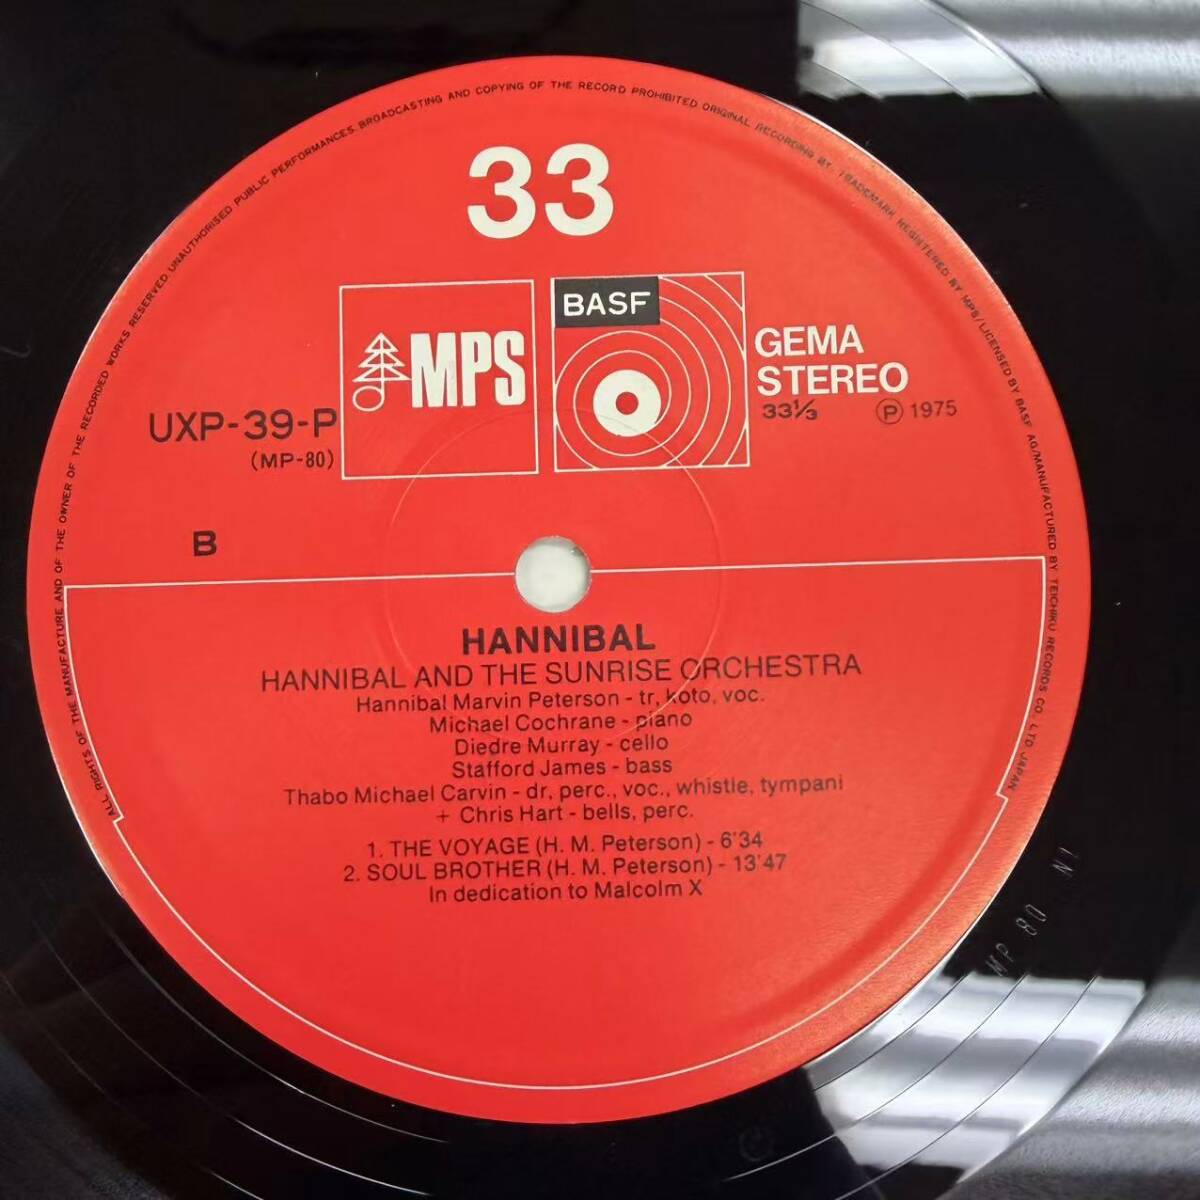 ALL RIGHTS OF THE MANUFACTURE AND OF THE OWNER OF THE RECORDED WORKS RESERVED. UNAUTHORISED PUBLIC PERFORMANCES BROADCASTING AND COPYING OF THE RECORD PROHIBITED ORIGINAL RECORDING BY TRADEMARK REGISTERED BY MPS/LICENSED BY BASF AG/MANUFACTURED BY TEICHIKU RECORDS CO LTD JAPAN
33
MPS
BASF
GEMA
STEREO
33⅓ Ⓟ 1975
UXP-39-P
(MP-80)
B
HANNIBAL
HANNIBAL AND THE SUNRISE ORCHESTRA
Hannibal Marvin Peterson - tr, koto, voc.
Michael Cochrane - piano
Diedre Murray - cello
Stafford James - bass
Thabo Michael Carvin - dr, perc., voc., whistle, tympani
+ Chris Hart - bells, perc.
1. THE VOYAGE (H. M. Peterson) - 6'34
2. SOUL BROTHER (H. M. Peterson) - 13'47
In dedication to Malcolm X
MP 80